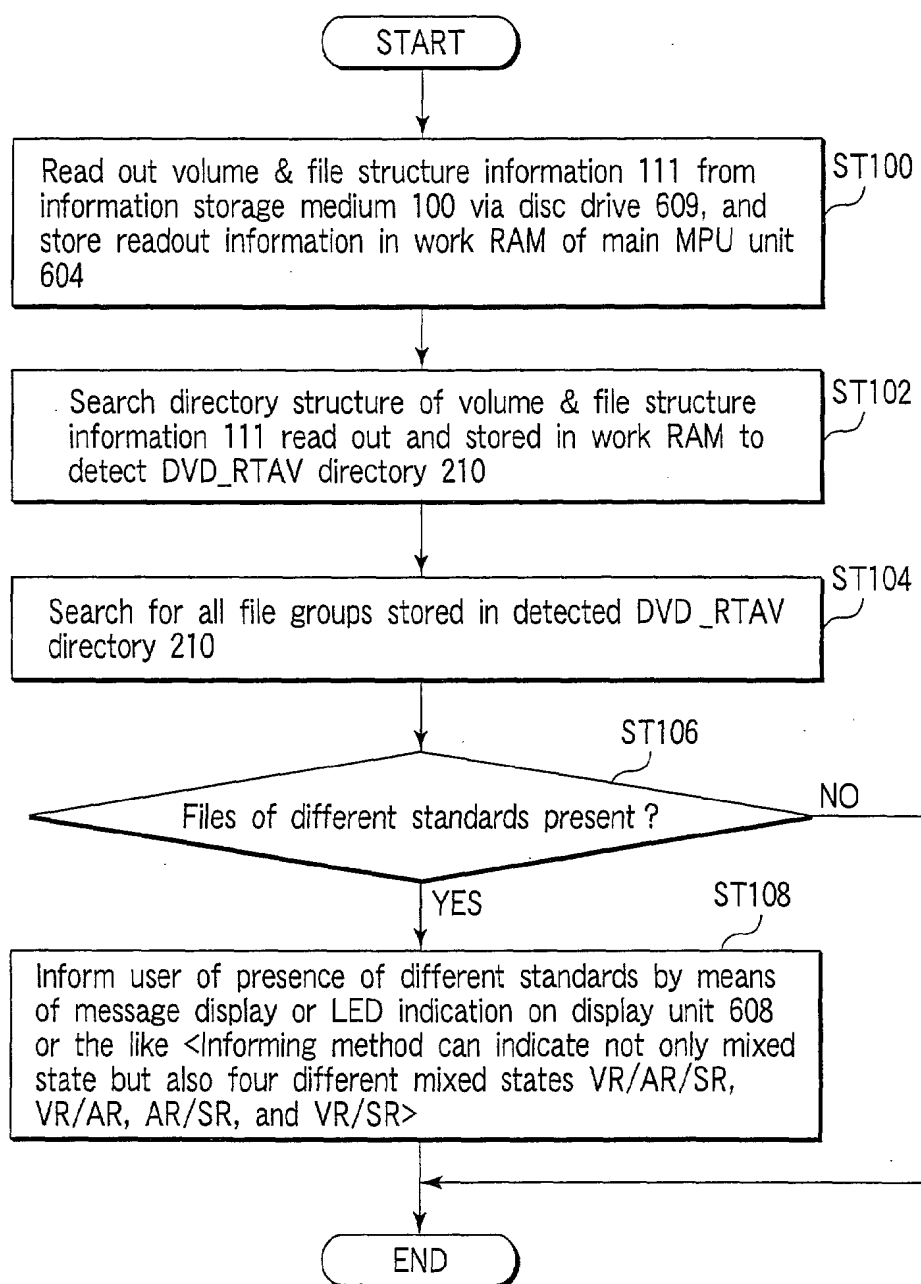 START
Read out volume & file structure information 111 from
information storage medium 100 via disc drive 609, and
store readout information in work RAM of main MPU unit
604
ST100
Search directory structure of volume & file structure
information 111 read out and stored in work RAM to
detect DVD_RTAV directory 210
ST102
Search for all file groups stored in detected DVD_RTAV
directory 210
ST104
ST106
Files of different standards present?
NO
YES
ST108
Inform user of presence of different standards by means
of message display or LED indication on display unit 608
or the like <Informing method can indicate not only mixed
state but also four different mixed states VR/AR/SR,
VR/AR, AR/SR, and VR/SR>
END